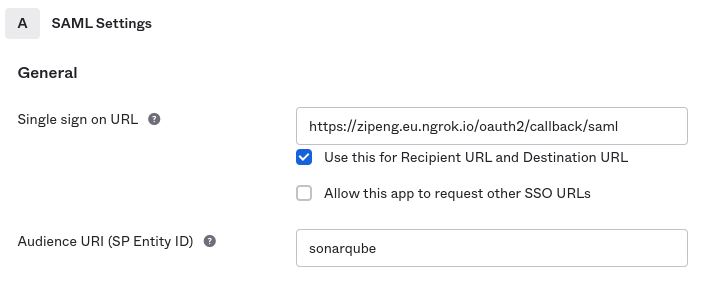 A SAML Settings
General
Single sign on URL ?
https://zipeng.eu.ngrok.io/oauth2/callback/saml
Use this for Recipient URL and Destination URL
Allow this app to request other SSO URLs
Audience URI (SP Entity ID) ?
sonarqube